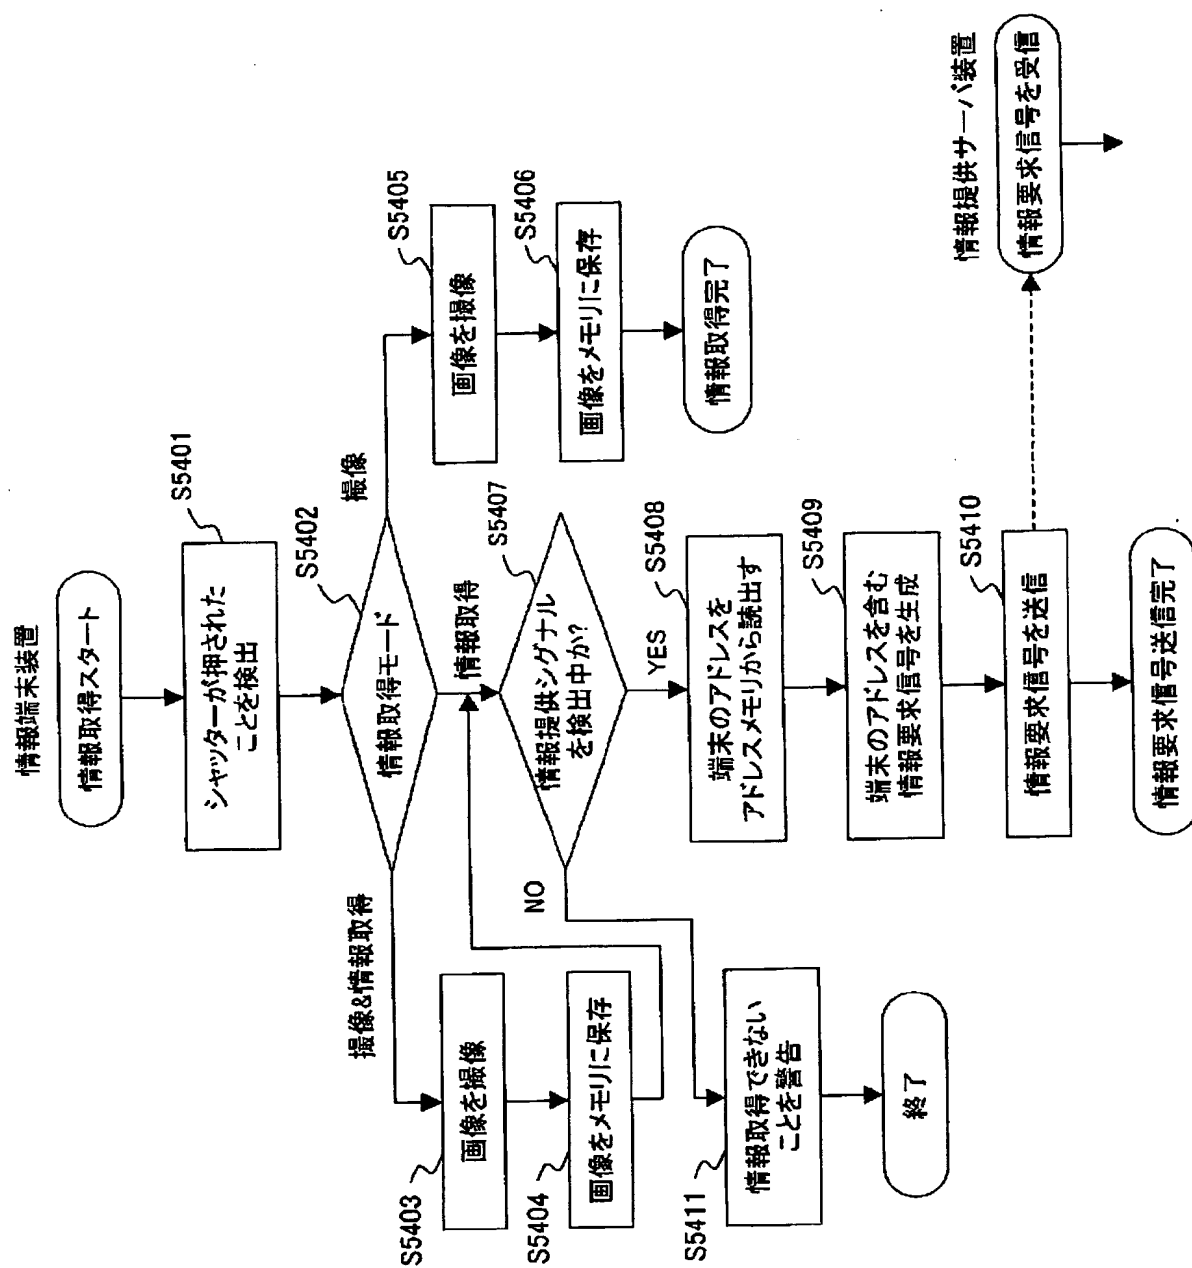 情報端末装置
情報取得スタート
S5401
シャッターが押された
ことを検出
S5402
情報取得モード
撮像&情報取得
情報取得
撮像
S5403
画像を撮像
S5404
画像をメモリに保存
S5405
画像を撮像
S5406
画像をメモリに保存
情報取得完了
S5407
情報提供シグナル
を検出中か?
NO
YES
S5411
情報取得できない
ことを警告
終了
S5408
端末のアドレスを
アドレスメモリから読出す
S5409
端末のアドレスを含む
情報要求信号を生成
S5410
情報要求信号を送信
情報要求信号送信完了
情報提供サーバ装置
情報要求信号を受信